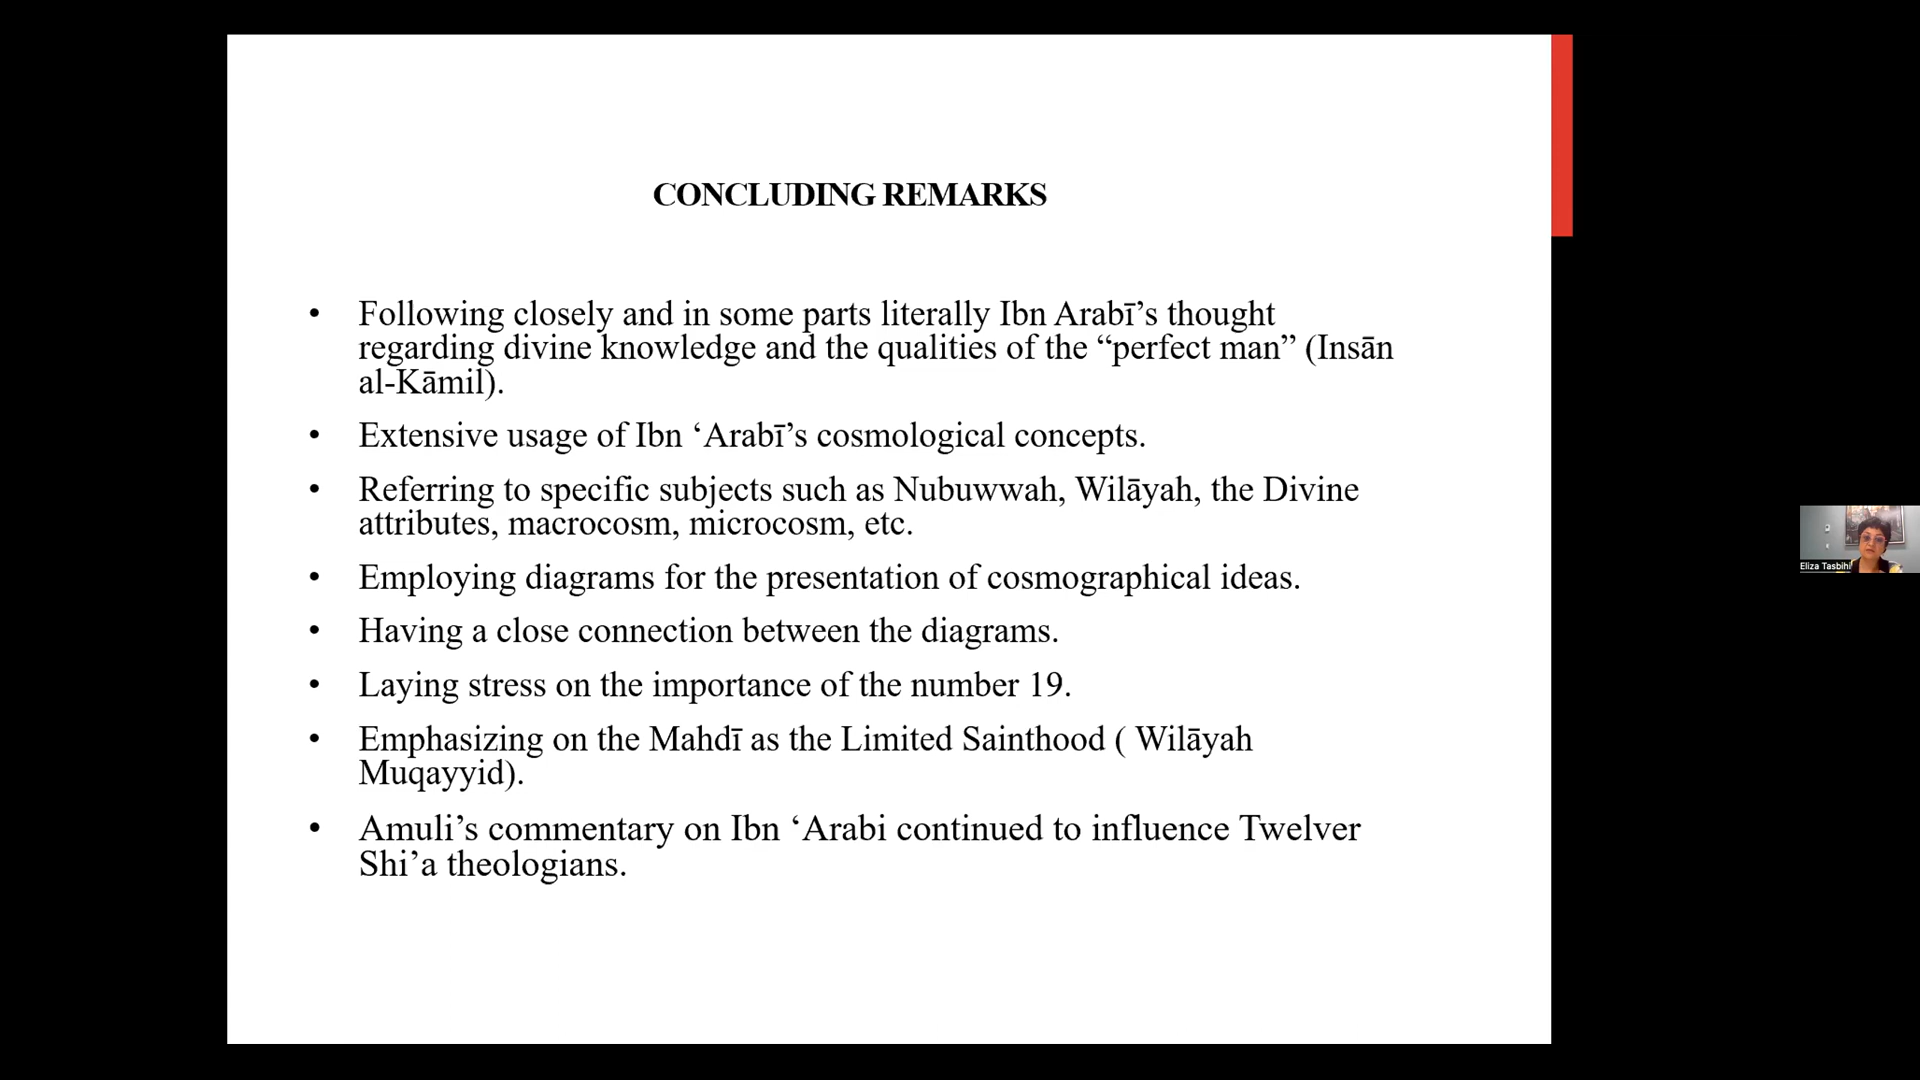 CONCLUDING REMARKS
• Following closely and in some parts literally Ibn Arabī’s thought
regarding divine knowledge and the qualities of the “perfect man” (Insān
al-Kāmil).
• Extensive usage of Ibn ‘Arabī’s cosmological concepts.
• Referring to specific subjects such as Nubuwwah, Wilāyah, the Divine
attributes, macrocosm, microcosm, etc.
• Employing diagrams for the presentation of cosmographical ideas.
• Having a close connection between the diagrams.
• Laying stress on the importance of the number 19.
• Emphasizing on the Mahdī as the Limited Sainthood ( Wilāyah
Muqayyid).
• Amuli’s commentary on Ibn ‘Arabi continued to influence Twelver
Shi’a theologians.
Eliza Tasbihi